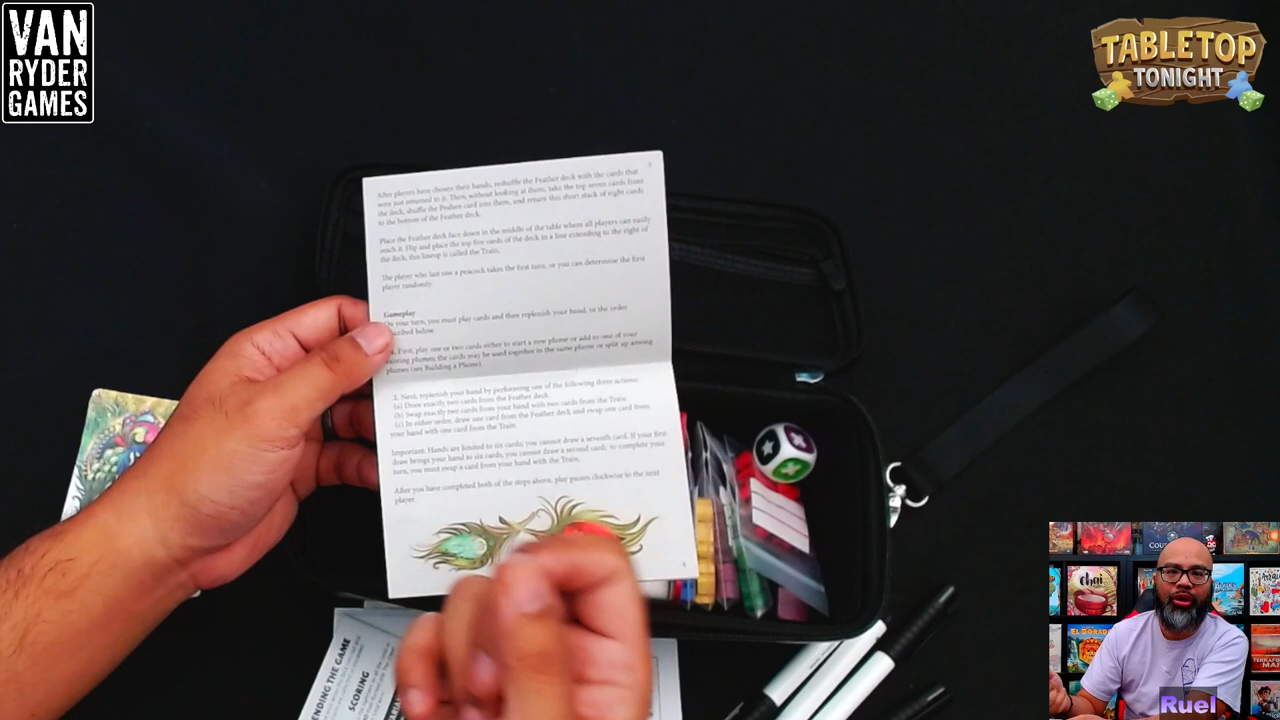 VAN
RYDER
GAMES
TABLETOP
TONIGHT
After players have chosen their hands, reshuffle the Feather deck with the cards that
were just returned to it. Then, without looking at them, take the top seven cards from
the deck, shuffle the Peahen card into them, and return this short stack of eight cards
to the bottom of the Feather deck.
Place the Feather deck face down in the middle of the table where all players can easily
reach it. Flip and place the top five cards of the deck in a line extending to the right of
the deck, this lineup is called the Train.
The player who last saw a peacock takes the first turn, or you can determine the first
player randomly.
Gameplay
On your turn, you must play cards and then replenish your hand, in the order
described below.
First, play one or two cards either to start a new plume or add to one of your
existing plumes; the cards may be used together in the same plume or split up among
plumes (see Building a Plume).
2. Next, replenish your hand by performing one of the following three actions:
(a) Draw exactly two cards from the Feather deck.
(b) Swap exactly two cards from your hand with two cards from the Train.
(c) In either order, draw one card from the Feather deck and swap one card from
your hand with one card from the Train.
Important: Hands are limited to six cards; you cannot draw a seventh card. If your first
draw brings your hand to six cards, you cannot draw a second card; to complete your
turn, you must swap a card from your hand with the Train.
After you have completed both of the steps above, play passes clockwise to the next
player.
ENDING THE GAME
SCORING
chai
EL DORADO
Ruel